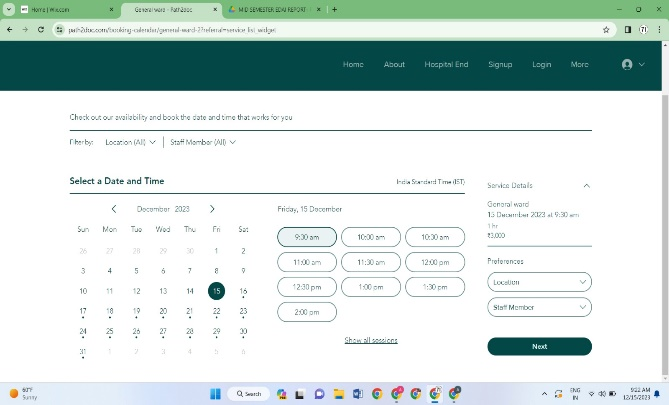 Home | Wix.com
General ward – Path2doc
MID SEMESTER EDAI REPORT
path2doc.com/booking-calendar/general-ward-2?referral=service_list_widget
Home About Hospital End Signup Login More
Check out our availability and book the date and time that works for you
Filter by: Location (All) Staff Member (All)
Select a Date and Time India Standard Time (IST)
December 2023
Sun Mon Tue Wed Thu Fri Sat
26 27 28 29 30 1 2
3 4 5 6 7 8 9
10 11 12 13 14 15 16
17 18 19 20 21 22 23
24 25 26 27 28 29 30
31 1 2 3 4 5 6
Friday, 15 December
9:30 am 10:00 am 10:30 am
11:00 am 11:30 am 12:00 pm
12:30 pm 1:00 pm 1:30 pm
2:00 pm
Show all sessions
Service Details
General ward
15 December 2023 at 9:30 am
1 hr
₹3,000
Preferences
Location
Staff Member
Next
60°F
Sunny
Search
ENG
IN
9:22 AM
12/15/2023